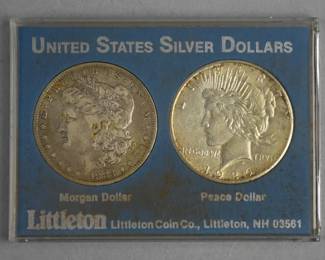 UNITED STATES SILVER DOLLARS
Morgan Dollar
Peace Dollar
Littleton Littleton Coin Co., Littleton, NH 03561